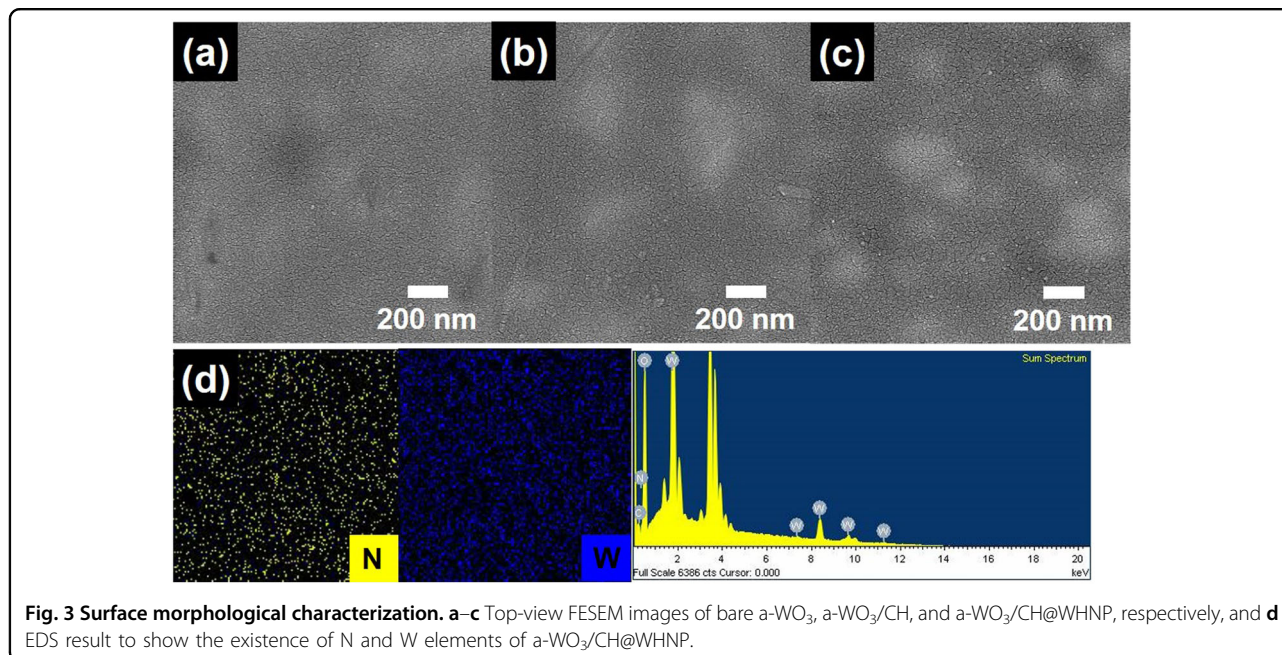 (a) (b) (c)
200 nm 200 nm 200 nm
(d) N W
Sum Spectrum
O W
N
C
W W W W
2 4 6 8 10 12 14 16 18 20
Full Scale 6386 cts Cursor: 0.000 keV
Fig. 3 Surface morphological characterization. a–c Top-view FESEM images of bare a-WO₃, a-WO₃/CH, and a-WO₃/CH@WHNP, respectively, and d
EDS result to show the existence of N and W elements of a-WO₃/CH@WHNP.